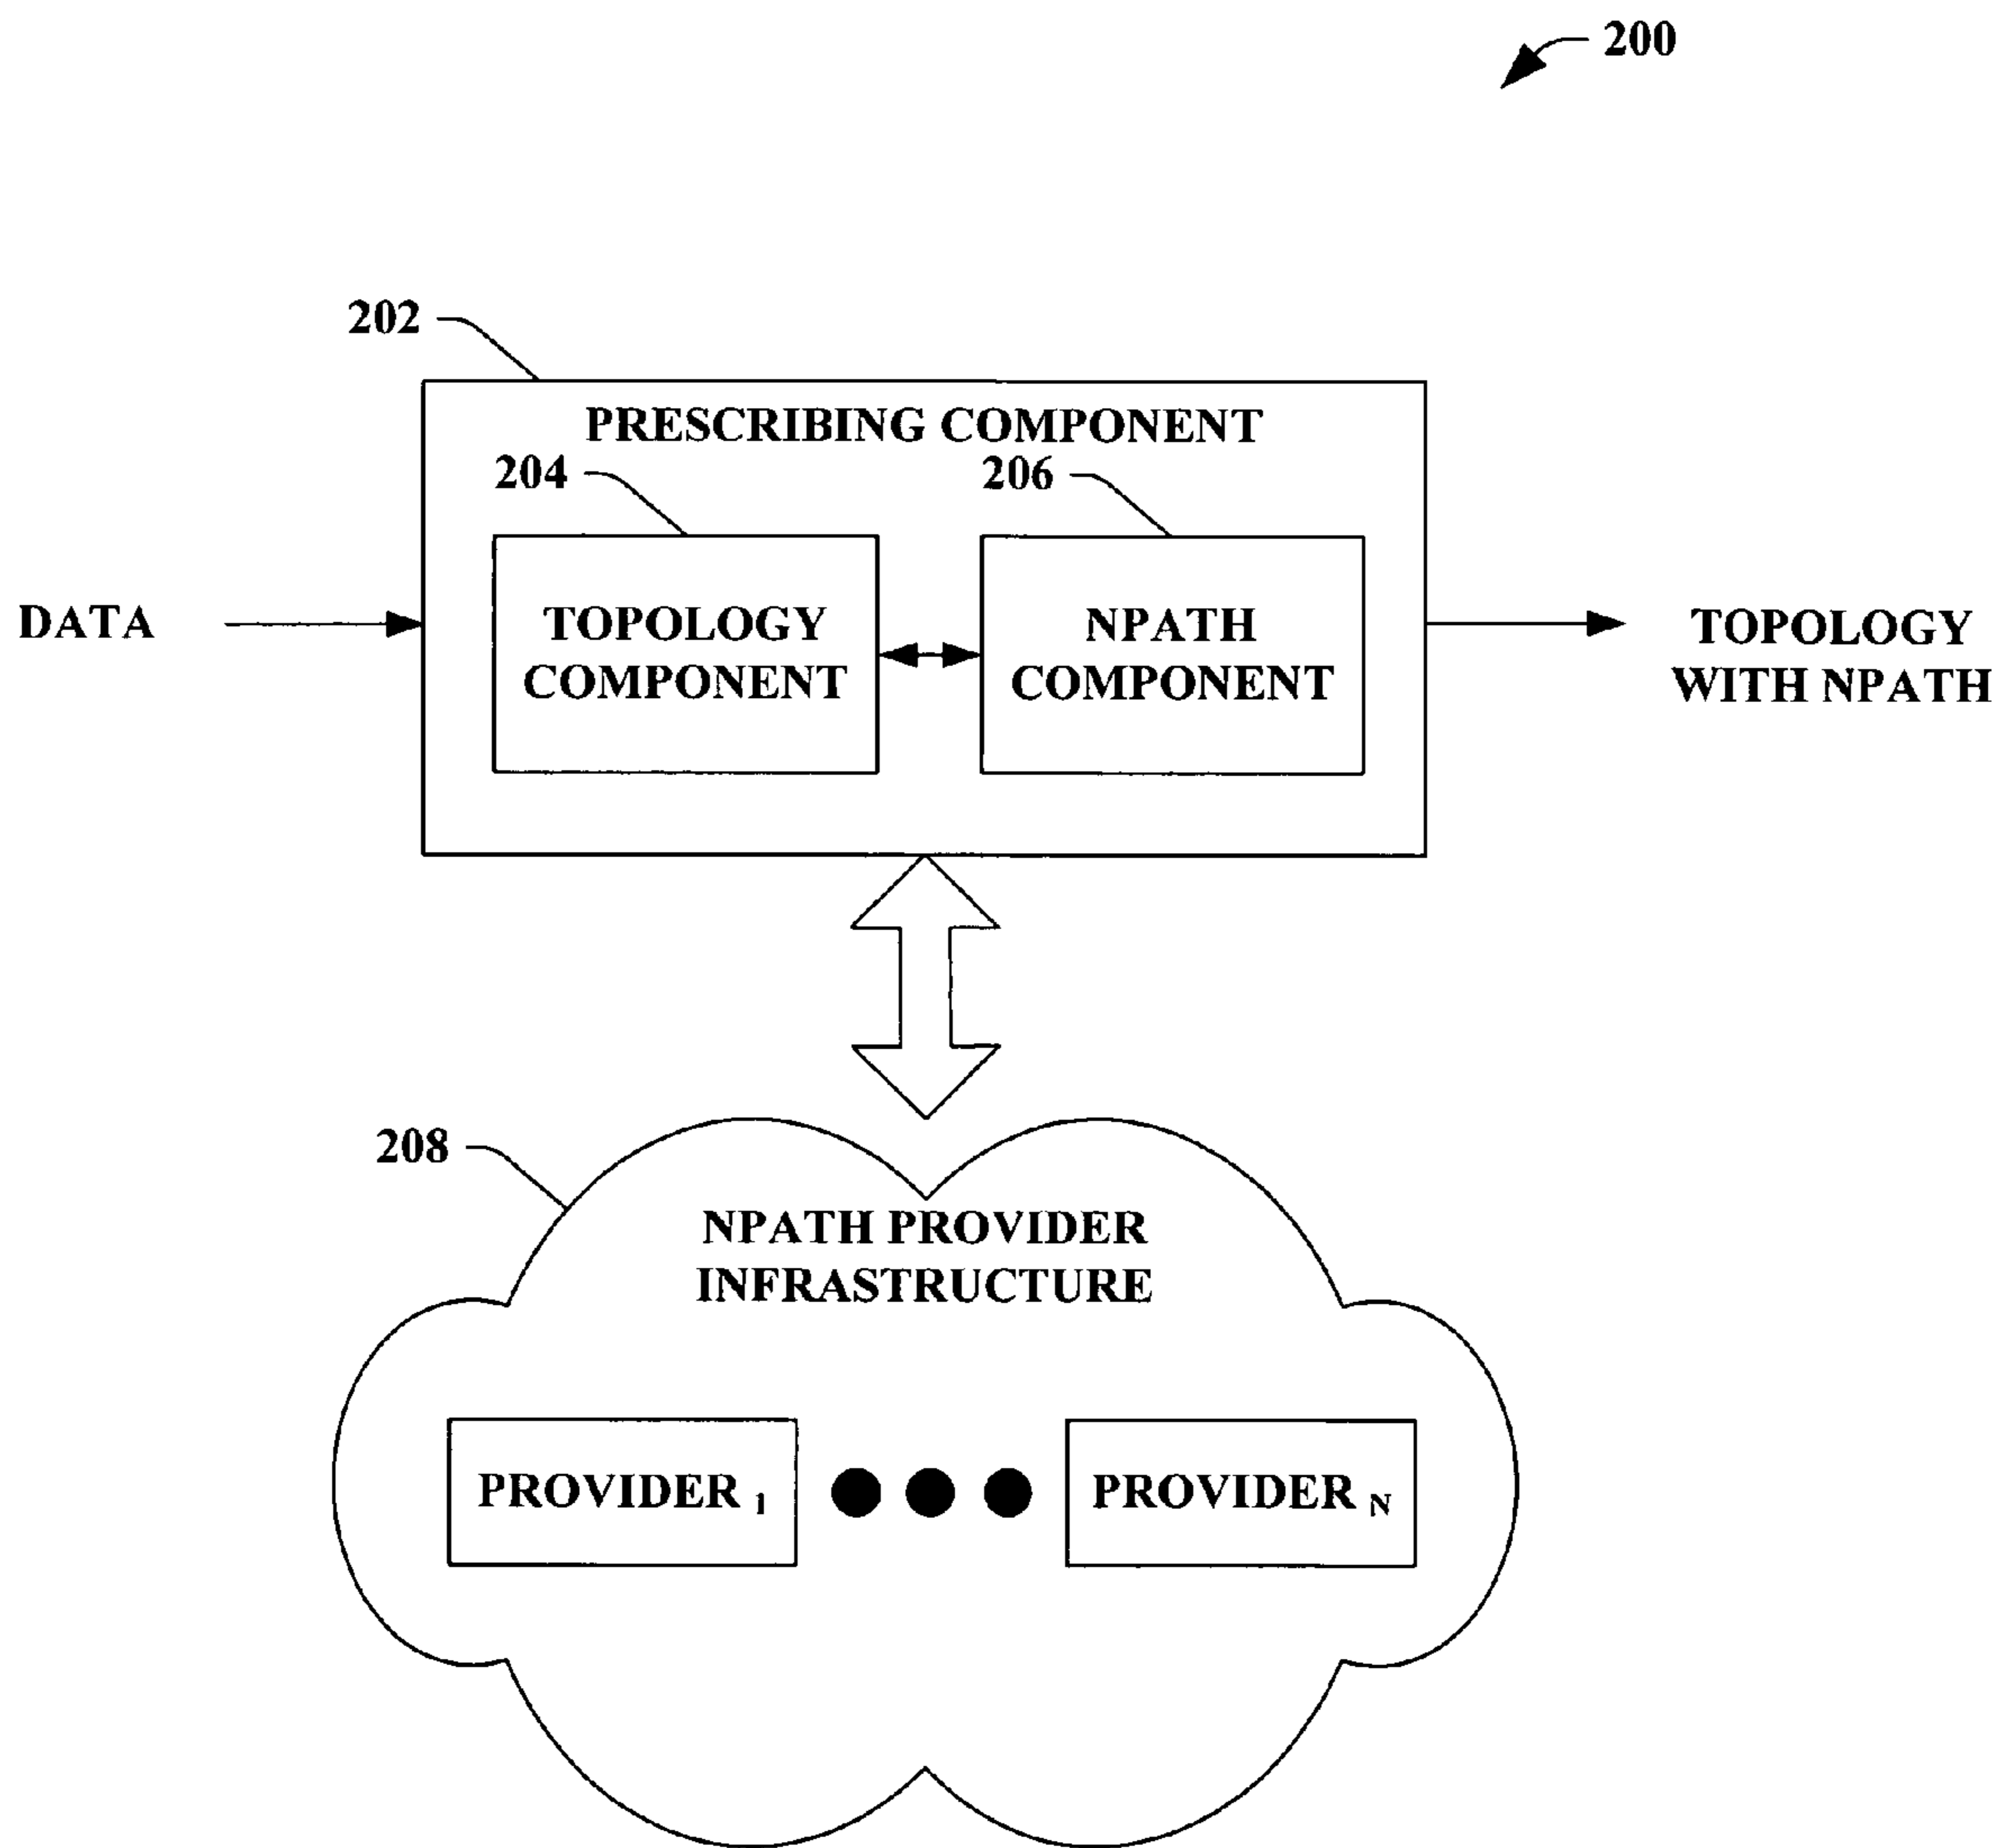 200
202
PRESCRIBING COMPONENT
204
206
DATA
TOPOLOGY
COMPONENT
NPATH
COMPONENT
TOPOLOGY
WITH NPATH
208
NPATH PROVIDER
INFRASTRUCTURE
PROVIDER 1
PROVIDER N